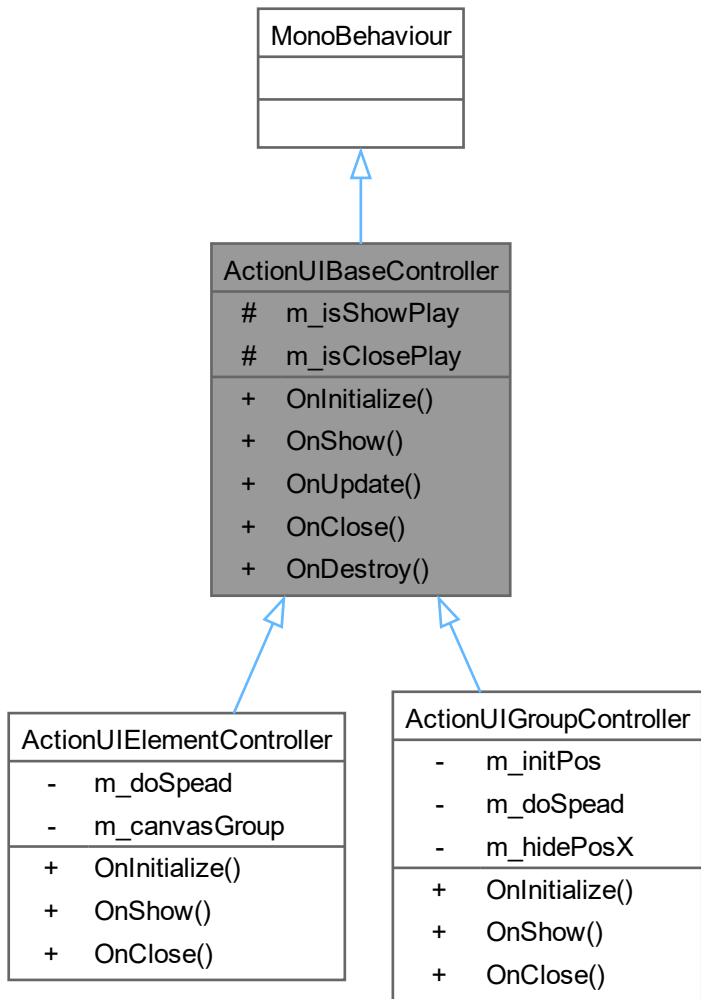 MonoBehaviour
ActionUIBaseController
# m_isShowPlay
# m_isClosePlay
+ OnInitialize()
+ OnShow()
+ OnUpdate()
+ OnClose()
+ OnDestroy()
ActionUIElementController
- m_doSpead
- m_canvasGroup
+ OnInitialize()
+ OnShow()
+ OnClose()
ActionUIGroupController
- m_initPos
- m_doSpead
- m_hidePosX
+ OnInitialize()
+ OnShow()
+ OnClose()